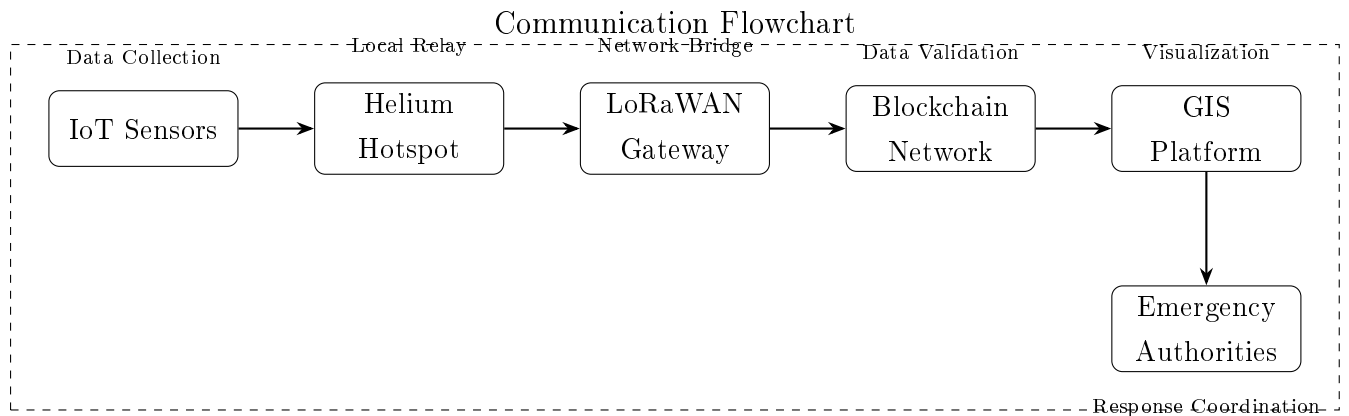 Communication Flowchart
Data Collection
Local Relay
Network Bridge
Data Validation
Visualization
IoT Sensors
Helium
Hotspot
LoRaWAN
Gateway
Blockchain
Network
GIS
Platform
Emergency
Authorities
Response Coordination